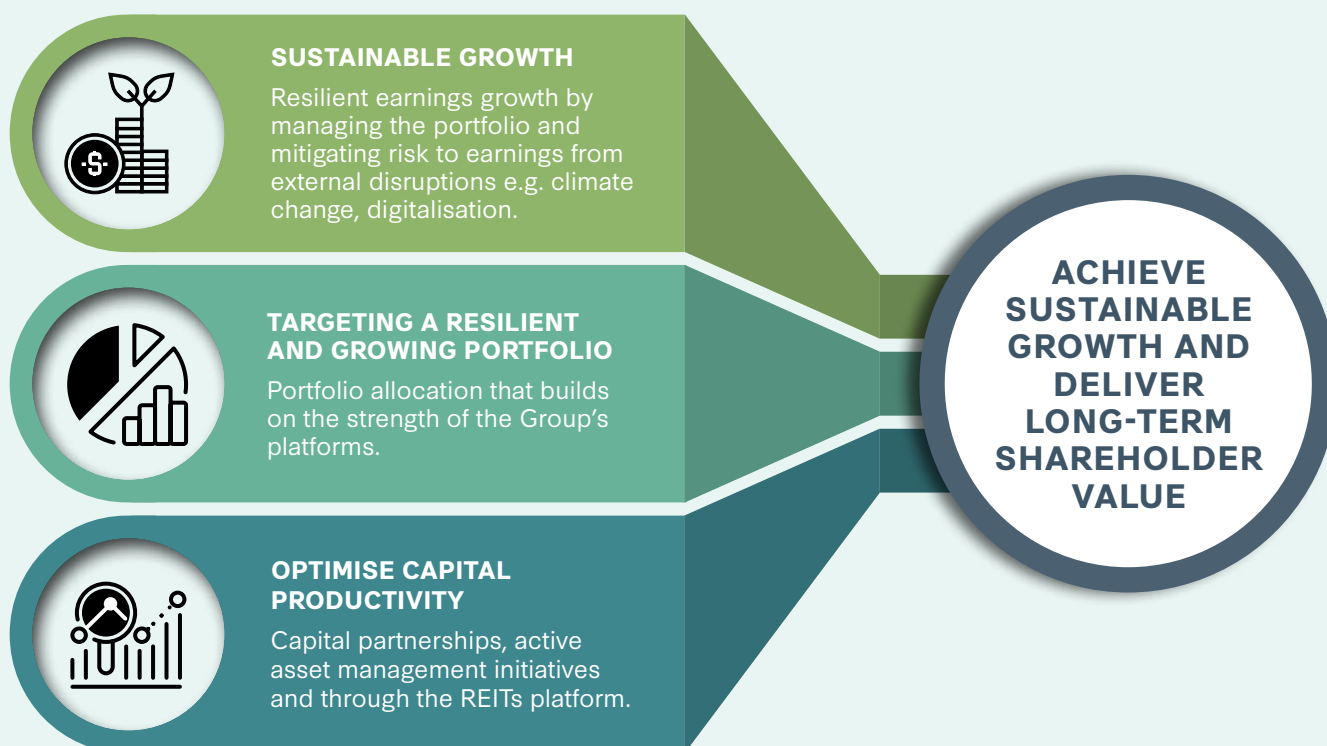 SUSTAINABLE GROWTH
Resilient earnings growth by
managing the portfolio and
mitigating risk to earnings from
external disruptions e.g. climate
change, digitalisation.
TARGETING A RESILIENT
AND GROWING PORTFOLIO
Portfolio allocation that builds
on the strength of the Group’s
platforms.
OPTIMISE CAPITAL
PRODUCTIVITY
Capital partnerships, active
asset management initiatives
and through the REITs platform.
ACHIEVE
SUSTAINABLE
GROWTH AND
DELIVER
LONG-TERM
SHAREHOLDER
VALUE